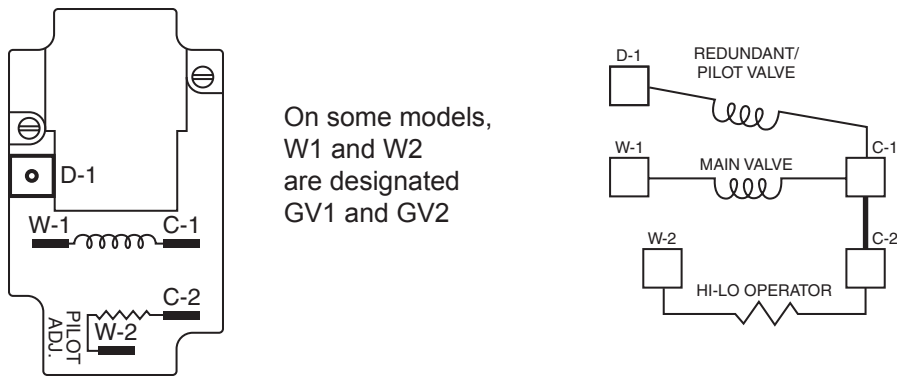 D-1
W-1
C-1
C-2
W-2
PILOT
ADJ.
On some models,
W1 and W2
are designated
GV1 and GV2
REDUNDANT/
PILOT VALVE
D-1
C-1
W-1
MAIN VALVE
W-2
C-2
HI-LO OPERATOR